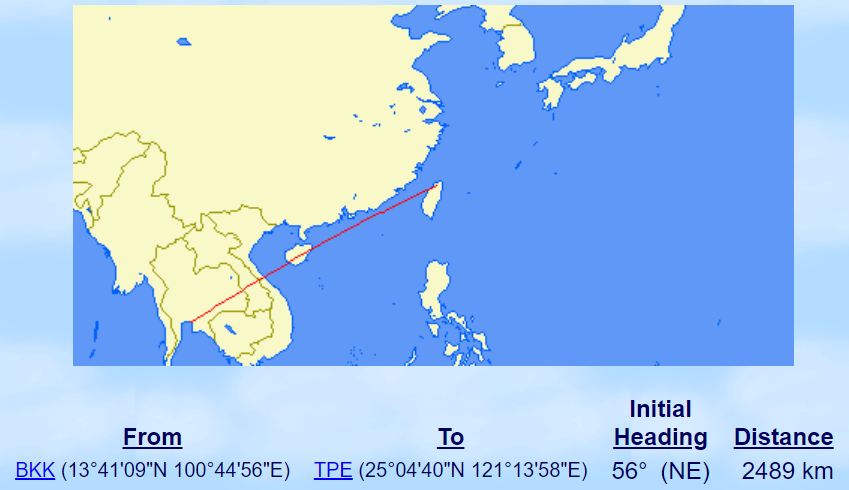 From To Initial Heading Distance
BKK (13°41'09"N 100°44'56"E) TPE (25°04'40"N 121°13'58"E) 56° (NE) 2489 km